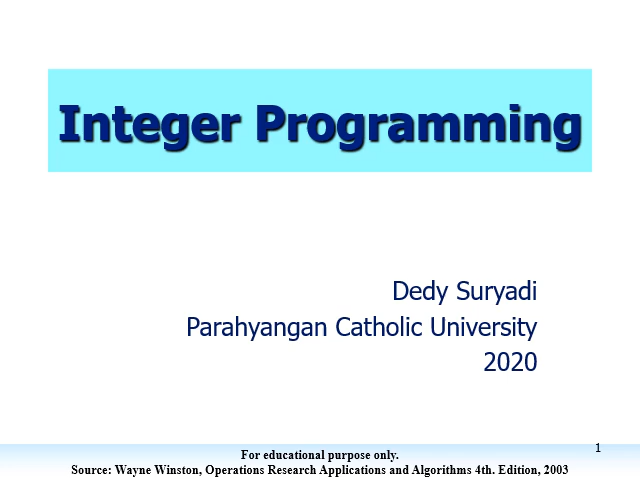 Integer Programming
Dedy Suryadi
Parahyangan Catholic University
2020
1
For educational purpose only.
Source: Wayne Winston, Operations Research Applications and Algorithms 4th. Edition, 2003